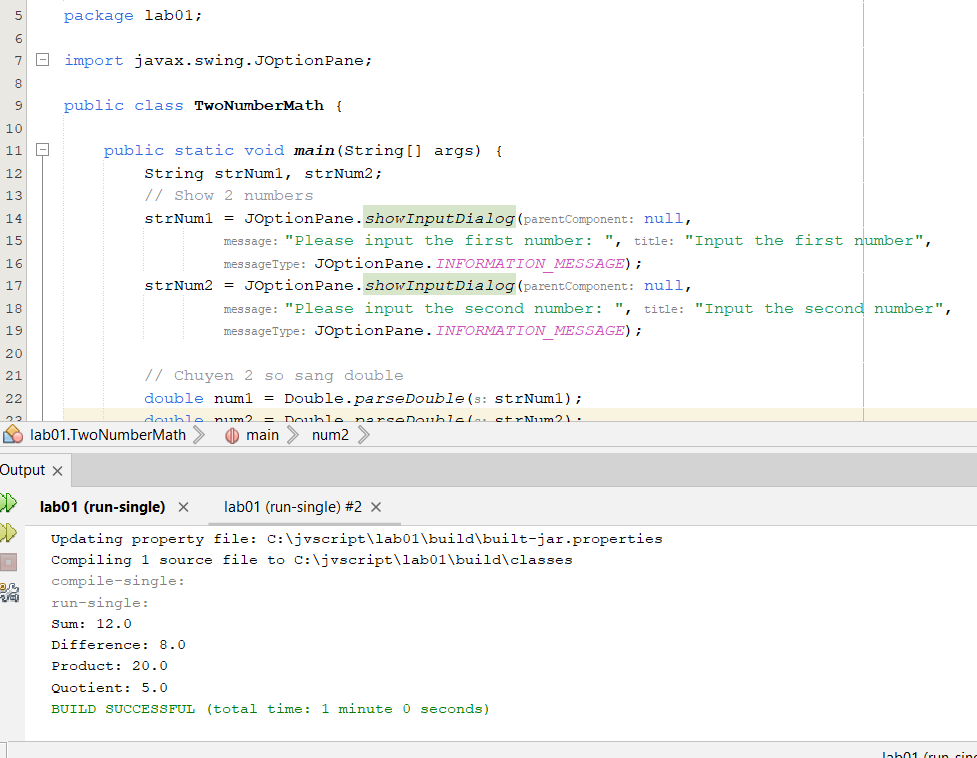 5 package lab01;
6
7 import javax.swing.JOptionPane;
8
9 public class TwoNumberMath {
10
11 public static void main(String[] args) {
12 String strNum1, strNum2;
13 // Show 2 numbers
14 strNum1 = JOptionPane.showInputDialog(parentComponent: null,
15 message: "Please input the first number: ", title: "Input the first number",
16 messageType: JOptionPane.INFORMATION_MESSAGE);
17 strNum2 = JOptionPane.showInputDialog(parentComponent: null,
18 message: "Please input the second number: ", title: "Input the second number",
19 messageType: JOptionPane.INFORMATION_MESSAGE);
20
21 // Chuyen 2 so sang double
22 double num1 = Double.parseDouble(s: strNum1);
23 double num2 = Double.parseDouble(s: strNum2);
lab01.TwoNumberMath main num2
Output
lab01 (run-single) lab01 (run-single) #2
Updating property file: C:\jvscript\lab01\build\built-jar.properties
Compiling 1 source file to C:\jvscript\lab01\build\classes
compile-single:
run-single:
Sum: 12.0
Difference: 8.0
Product: 20.0
Quotient: 5.0
BUILD SUCCESSFUL (total time: 1 minute 0 seconds)
lab01 (run-sing